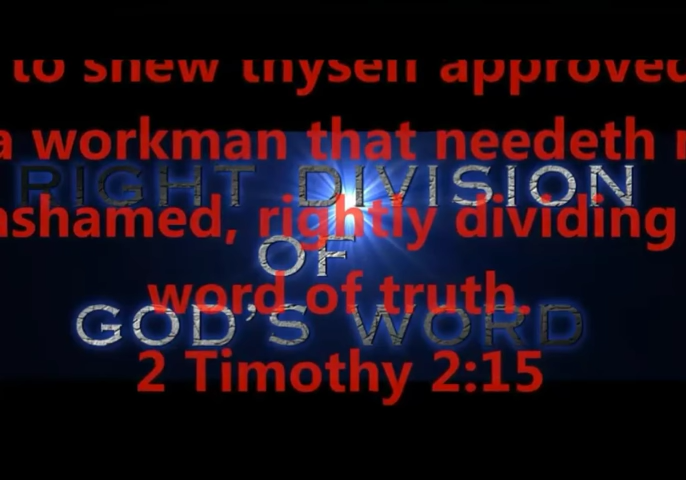 to shew thyself approved
a workman that needeth
RIGHT DIVISION
ashamed, rightly dividing
OF
word of truth.
GOD'S WORD
2 Timothy 2:15